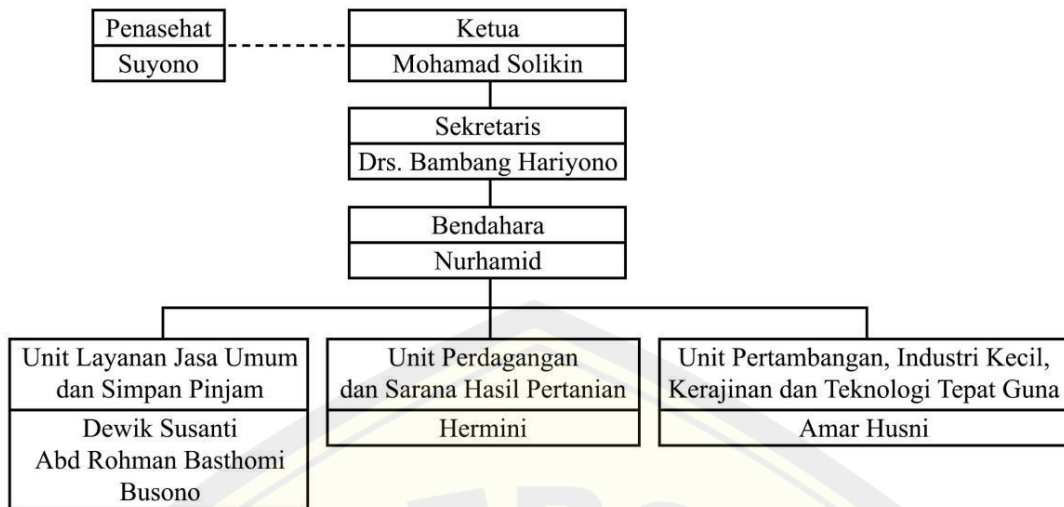 Penasehat
Suyono
Ketua
Mohamad Solikin
Sekretaris
Drs. Bambang Hariyono
Bendahara
Nurhamid
Unit Layanan Jasa Umum
dan Simpan Pinjam
Dewik Susanti
Abd Rohman Basthomi
Busono
Unit Perdagangan
dan Sarana Hasil Pertanian
Hermini
Unit Pertambangan, Industri Kecil,
Kerajinan dan Teknologi Tepat Guna
Amar Husni